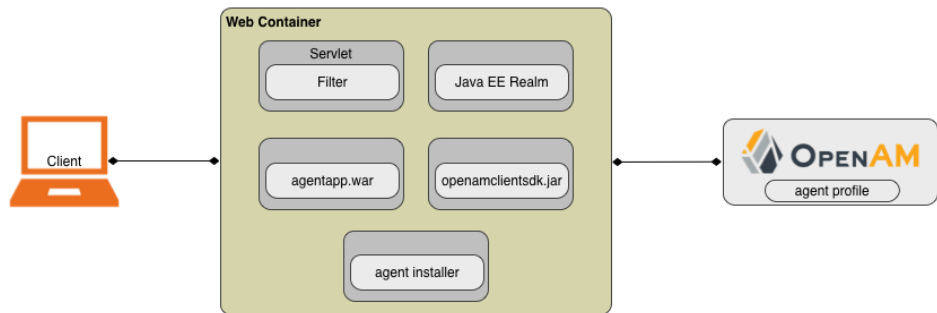 Web Container
Servlet
Filter
Java EE Realm
Client
agentapp.war
openamclientsdk.jar
OPENAM
agent profile
agent installer